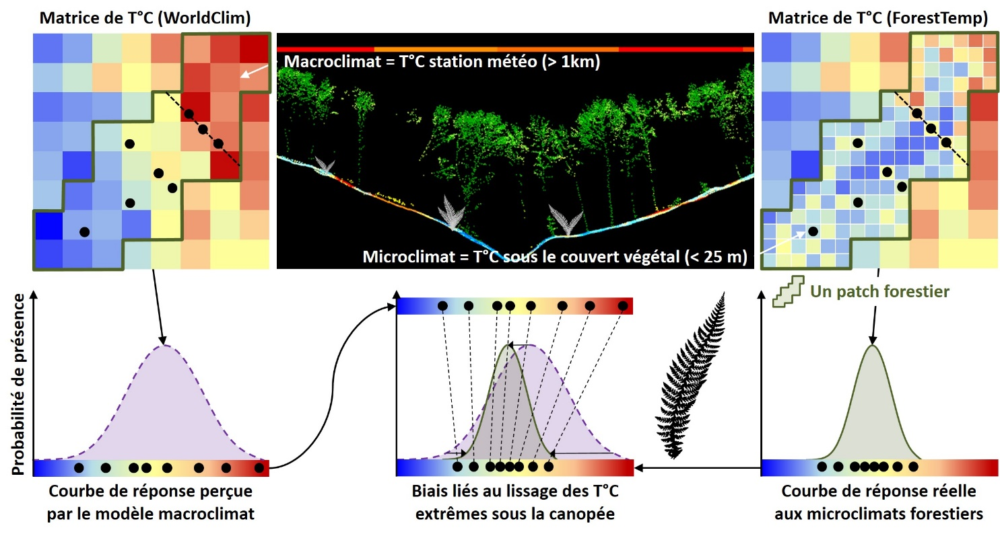 Matrice de T°C (WorldClim)
Matrice de T°C (ForestTemp)
Macroclimat = T°C station météo (> 1km)
Microclimat = T°C sous le couvert végétal (< 25 m)
Un patch forestier
Probabilité de présence
Courbe de réponse perçue
par le modèle macroclimat
Biais liés au lissage des T°C
extrêmes sous la canopée
Courbe de réponse réelle
aux microclimats forestiers